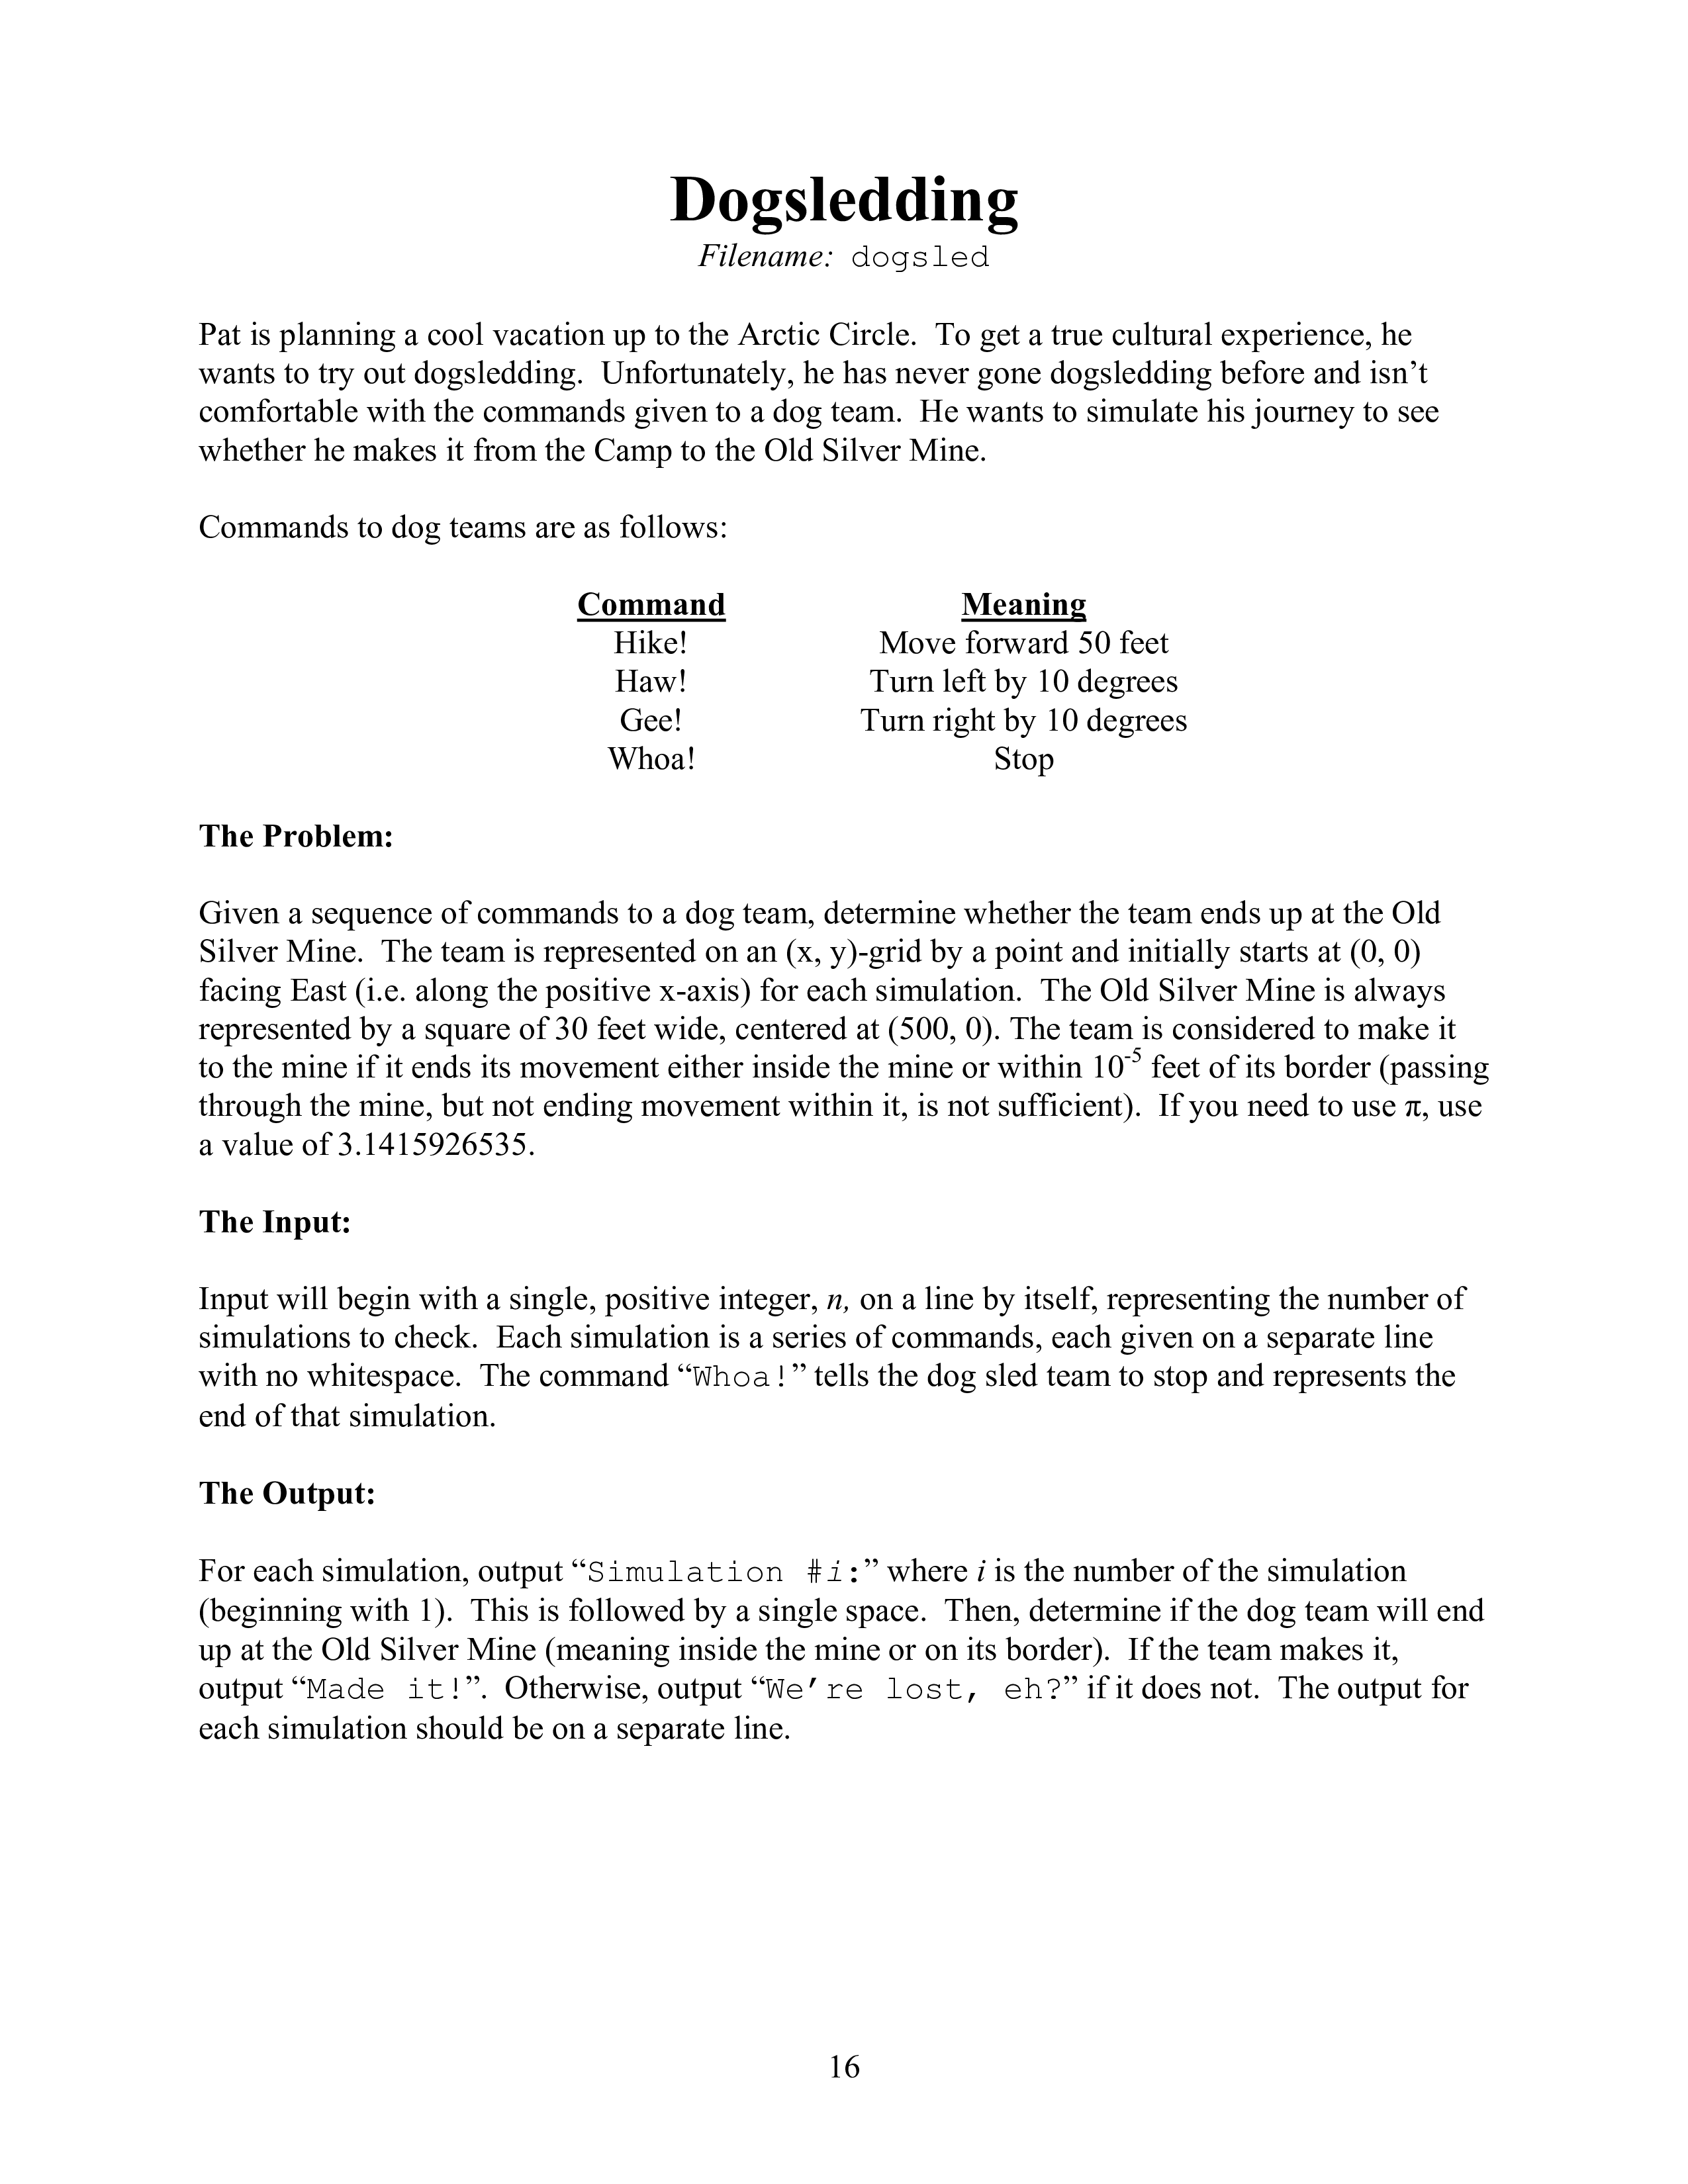 Dogsledding
Filename: dogsled
Pat is planning a cool vacation up to the Arctic Circle.  To get a true cultural experience, he
wants to try out dogsledding.  Unfortunately, he has never gone dogsledding before and isn’t
comfortable with the commands given to a dog team.  He wants to simulate his journey to see
whether he makes it from the Camp to the Old Silver Mine.
Commands to dog teams are as follows:
Command Meaning
Hike! Move forward 50 feet
Haw! Turn left by 10 degrees
Gee! Turn right by 10 degrees
Whoa! Stop
The Problem:
Given a sequence of commands to a dog team, determine whether the team ends up at the Old
Silver Mine.  The team is represented on an (x, y)-grid by a point and initially starts at (0, 0)
facing East (i.e. along the positive x-axis) for each simulation.  The Old Silver Mine is always
represented by a square of 30 feet wide, centered at (500, 0). The team is considered to make it
to the mine if it ends its movement either inside the mine or within 10⁻⁵ feet of its border (passing
through the mine, but not ending movement within it, is not sufficient).  If you need to use π, use
a value of 3.1415926535.
The Input:
Input will begin with a single, positive integer, n, on a line by itself, representing the number of
simulations to check.  Each simulation is a series of commands, each given on a separate line
with no whitespace.  The command “Whoa!” tells the dog sled team to stop and represents the
end of that simulation.
The Output:
For each simulation, output “Simulation #i:” where i is the number of the simulation
(beginning with 1).  This is followed by a single space.  Then, determine if the dog team will end
up at the Old Silver Mine (meaning inside the mine or on its border).  If the team makes it,
output “Made it!”.  Otherwise, output “We’re lost, eh?” if it does not.  The output for
each simulation should be on a separate line.
16